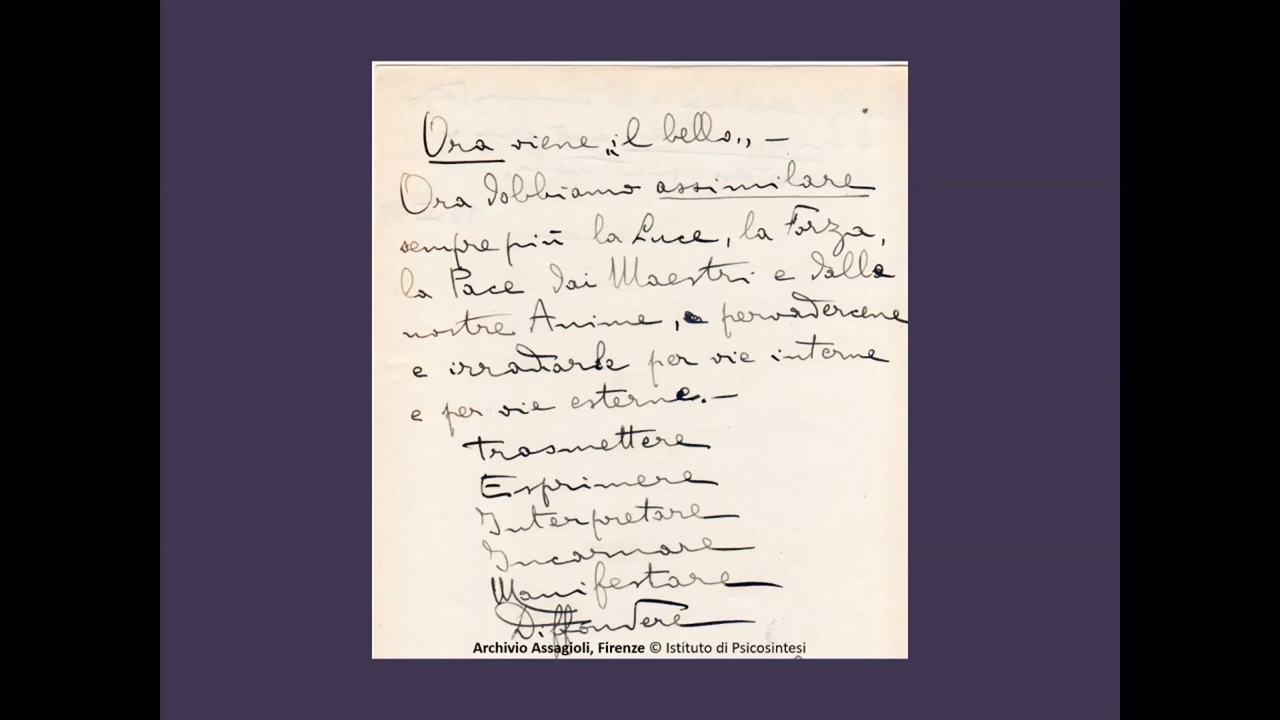 Ora viene „il bello„ —
Ora dobbiamo assimilare
sempre più la Luce, la Forza,
la Pace dai Maestri e dalle
nostre Anime, e pervadercene
e irradiarle per vie interne
e per vie esterne.—
Trasmettere
Esprimere
Interpretare
Incarnare
Manifestare
Diffondere
Archivio Assagioli, Firenze © Istituto di Psicosintesi